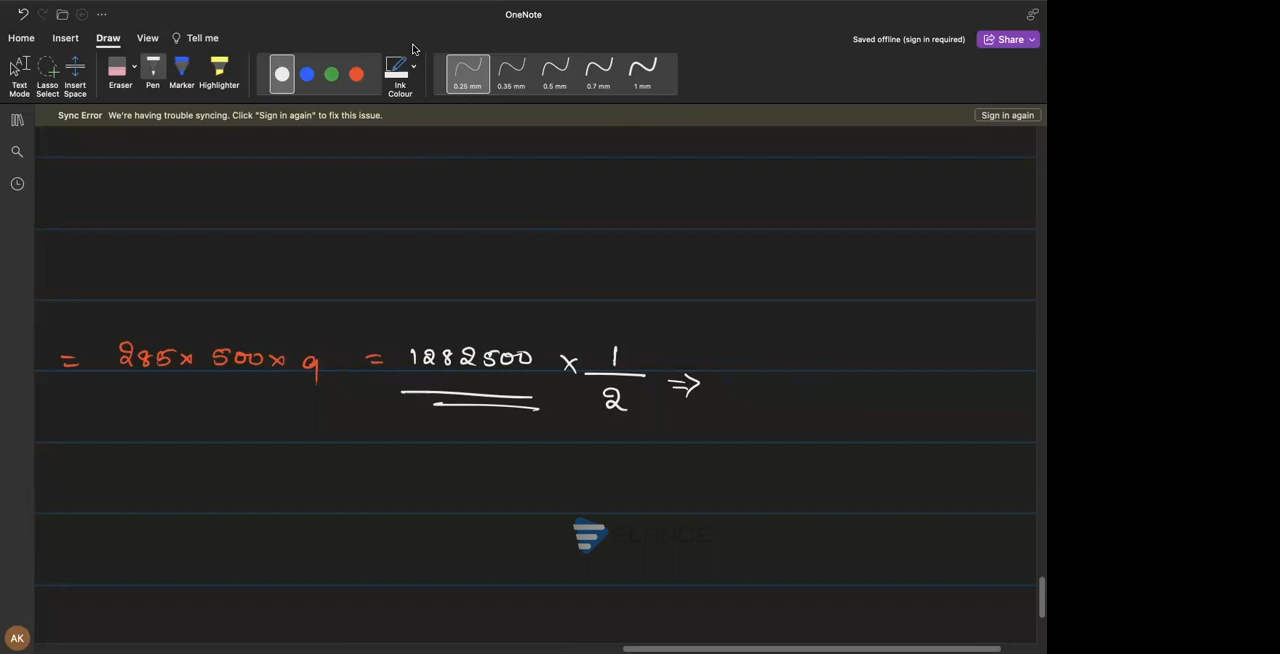 OneNote
Home Insert Draw View Tell me
Saved offline (sign in required) Share
Text Mode Lasso Select Insert Space Eraser Pen Marker Highlighter Ink Colour 0.25 mm 0.35 mm 0.5 mm 0.7 mm 1 mm
Sync Error We're having trouble syncing. Click "Sign in again" to fix this issue. Sign in again
= 285 × 500 × 9 = 1282500 × 1/2 ⇒
ELANCE
AK